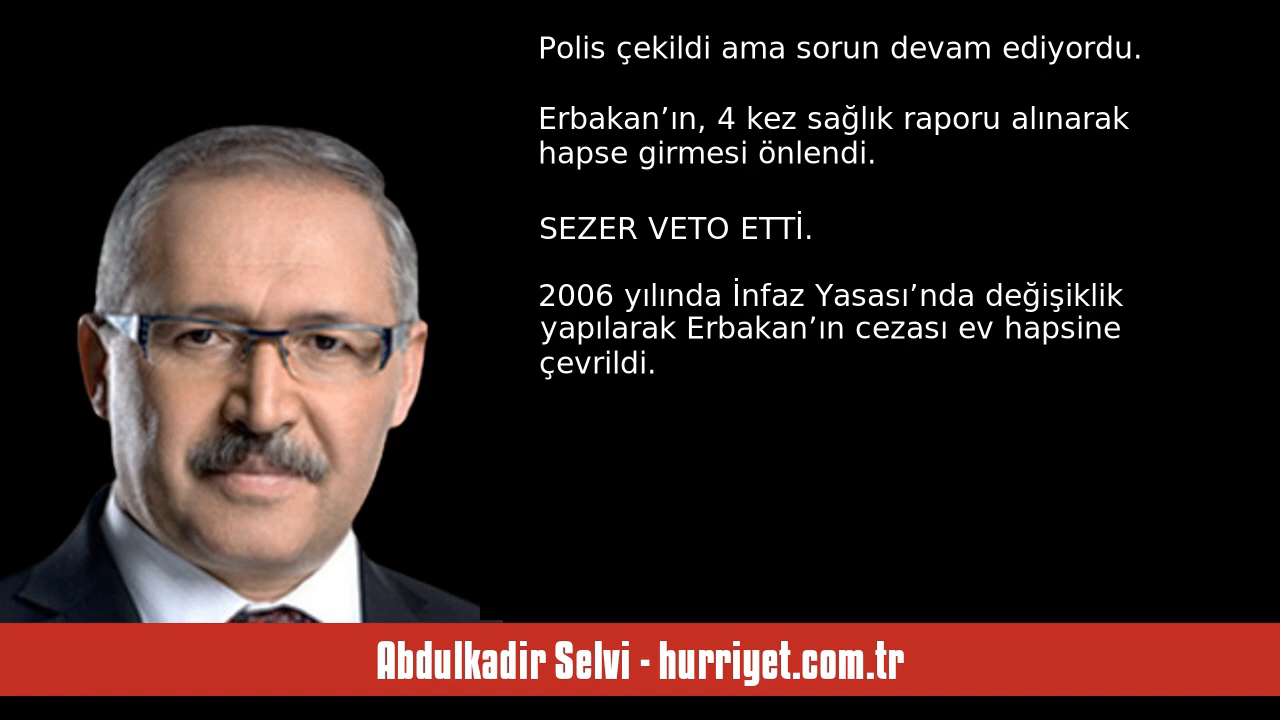 Polis çekildi ama sorun devam ediyordu.
Erbakan’ın, 4 kez sağlık raporu alınarak
hapse girmesi önlendi.
SEZER VETO ETTİ.
2006 yılında İnfaz Yasası’nda değişiklik
yapılarak Erbakan’ın cezası ev hapsine
çevrildi.
Abdulkadir Selvi - hurriyet.com.tr